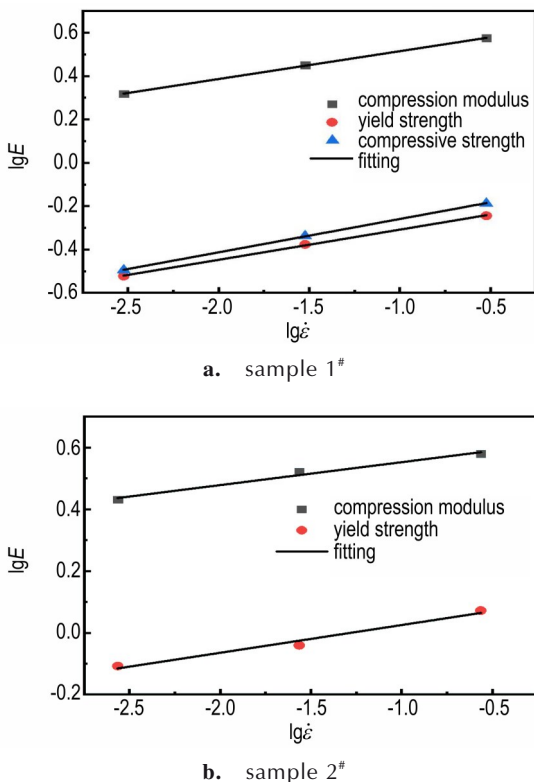 0.6
0.4
0.2
0.0
-0.2
-0.4
-0.6
lgE
compression modulus
yield strength
compressive strength
fitting
-2.5 -2.0 -1.5 -1.0 -0.5
lgε̇
a. sample 1#
0.6
0.4
0.2
0.0
-0.2
lgE
compression modulus
yield strength
fitting
-2.5 -2.0 -1.5 -1.0 -0.5
lgε̇
b. sample 2#